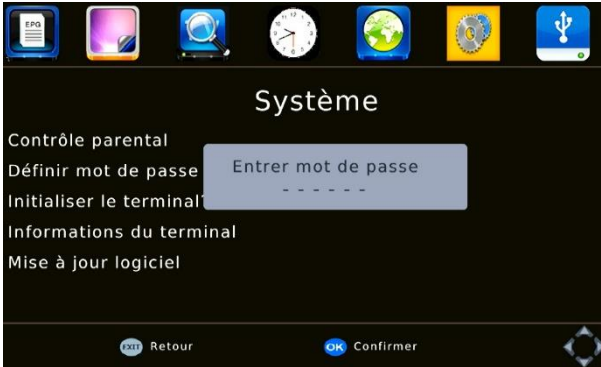 EPG
Système
Contrôle parental
Définir mot de passe
Entrer mot de passe
- - - - - -
Initialiser le terminal?
Informations du terminal
Mise à jour logiciel
EXIT Retour
OK Confirmer